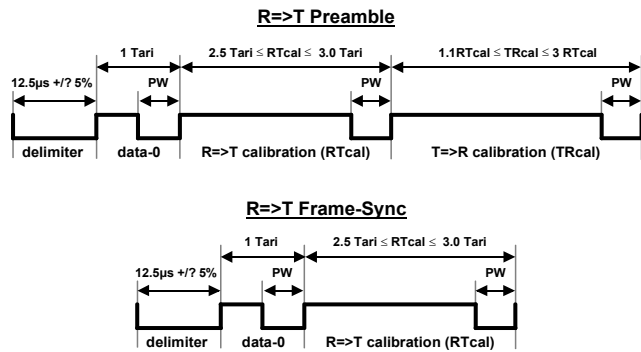 R=>T Preamble
1 Tari
2.5 Tari ≤ RTcal ≤ 3.0 Tari
1.1RTcal ≤ TRcal ≤ 3 RTcal
12.5µs +/? 5%
PW
PW
PW
delimiter
data-0
R=>T calibration (RTcal)
T=>R calibration (TRcal)
R=>T Frame-Sync
1 Tari
2.5 Tari ≤ RTcal ≤ 3.0 Tari
12.5µs +/? 5%
PW
PW
delimiter
data-0
R=>T calibration (RTcal)